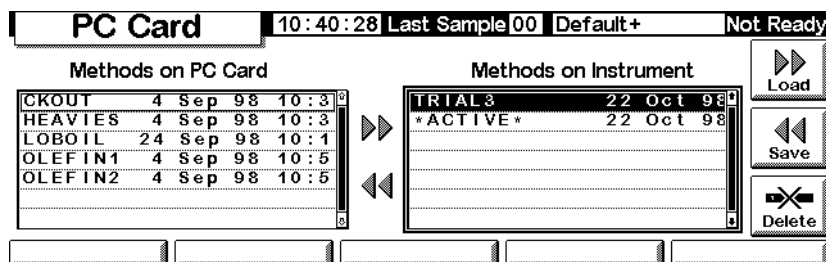 PC Card 10:40:28 Last Sample 00 Default+ Not Ready
Methods on PC Card
CKOUT 4 Sep 98 10:3
HEAVIES 4 Sep 98 10:3
LOBOIL 24 Sep 98 10:1
OLEFIN1 4 Sep 98 10:5
OLEFIN2 4 Sep 98 10:5
Methods on Instrument
TRIAL3 22 Oct 98
*ACTIVE* 22 Oct 98
Load
Save
Delete